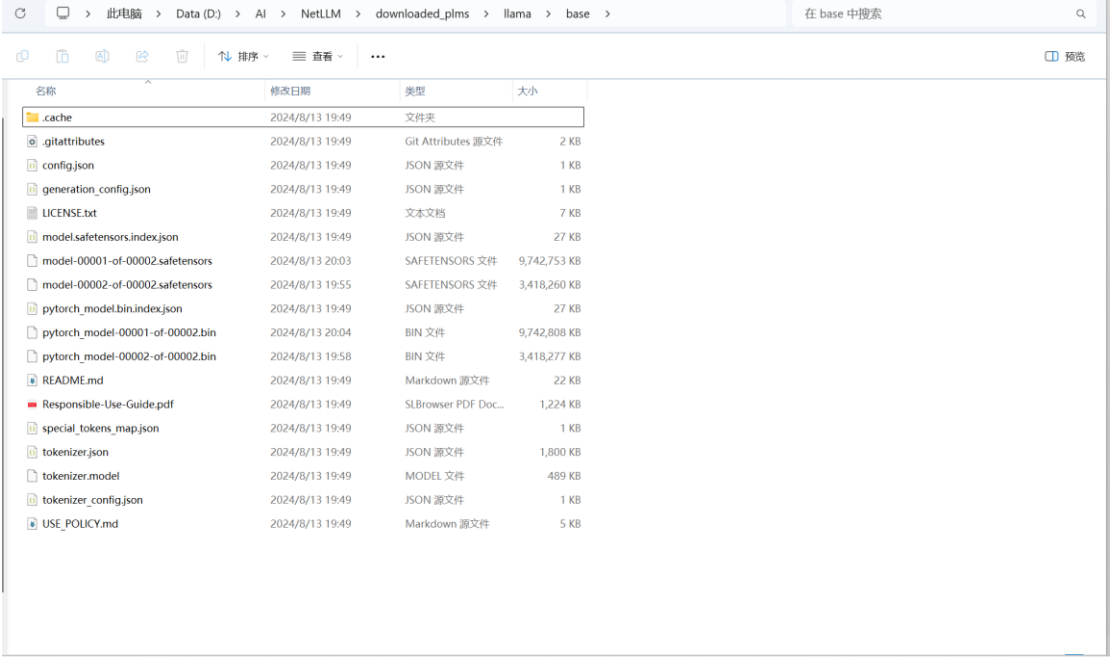 此电脑 > Data (D:) > AI > NetLLM > downloaded_plms > llama > base > 在 base 中搜索
排序 查看 ··· 预览
名称 修改日期 类型 大小
.cache 2024/8/13 19:49 文件夹
.gitattributes 2024/8/13 19:49 Git Attributes 源文件 2 KB
config.json 2024/8/13 19:49 JSON 源文件 1 KB
generation_config.json 2024/8/13 19:49 JSON 源文件 1 KB
LICENSE.txt 2024/8/13 19:49 文本文档 7 KB
model.safetensors.index.json 2024/8/13 19:49 JSON 源文件 27 KB
model-00001-of-00002.safetensors 2024/8/13 20:03 SAFETENSORS 文件 9,742,753 KB
model-00002-of-00002.safetensors 2024/8/13 19:55 SAFETENSORS 文件 3,418,260 KB
pytorch_model.bin.index.json 2024/8/13 19:49 JSON 源文件 27 KB
pytorch_model-00001-of-00002.bin 2024/8/13 20:04 BIN 文件 9,742,808 KB
pytorch_model-00002-of-00002.bin 2024/8/13 19:58 BIN 文件 3,418,277 KB
README.md 2024/8/13 19:49 Markdown 源文件 22 KB
Responsible-Use-Guide.pdf 2024/8/13 19:49 SLBrowser PDF Doc... 1,224 KB
special_tokens_map.json 2024/8/13 19:49 JSON 源文件 1 KB
tokenizer.json 2024/8/13 19:49 JSON 源文件 1,800 KB
tokenizer.model 2024/8/13 19:49 MODEL 文件 489 KB
tokenizer_config.json 2024/8/13 19:49 JSON 源文件 1 KB
USE_POLICY.md 2024/8/13 19:49 Markdown 源文件 5 KB